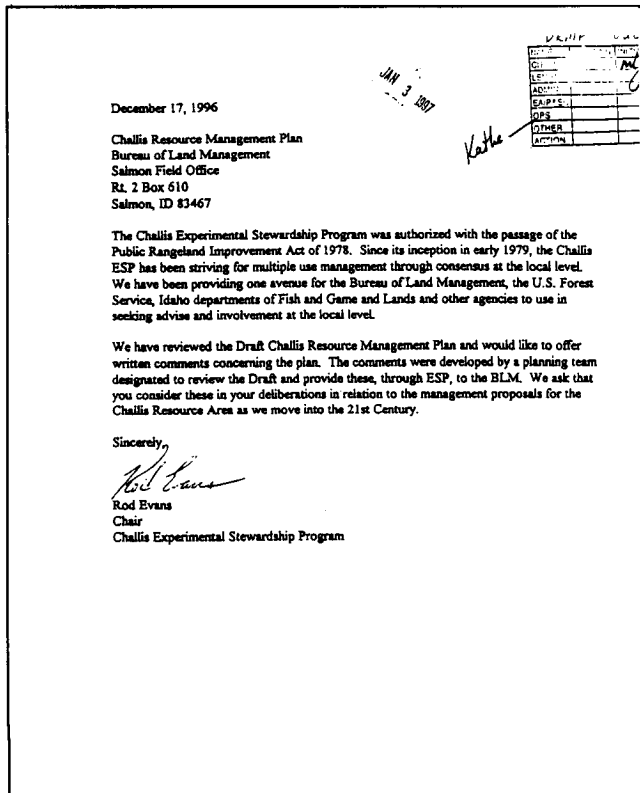 JAN 3 1997
Kathe
ADMIN
OPS
OTHER
ACTION
December 17, 1996
Challis Resource Management Plan
Bureau of Land Management
Salmon Field Office
Rt. 2 Box 610
Salmon, ID 83467
The Challis Experimental Stewardship Program was authorized with the passage of the
Public Rangeland Improvement Act of 1978. Since its inception in early 1979, the Challis
ESP has been striving for multiple use management through consensus at the local level.
We have been providing one avenue for the Bureau of Land Management, the U.S. Forest
Service, Idaho departments of Fish and Game and Lands and other agencies to use in
seeking advise and involvement at the local level.
We have reviewed the Draft Challis Resource Management Plan and would like to offer
written comments concerning the plan. The comments were developed by a planning team
designated to review the Draft and provide these, through ESP, to the BLM. We ask that
you consider these in your deliberations in relation to the management proposals for the
Challis Resource Area as we move into the 21st Century.
Sincerely,
Rod Evans
Rod Evans
Chair
Challis Experimental Stewardship Program